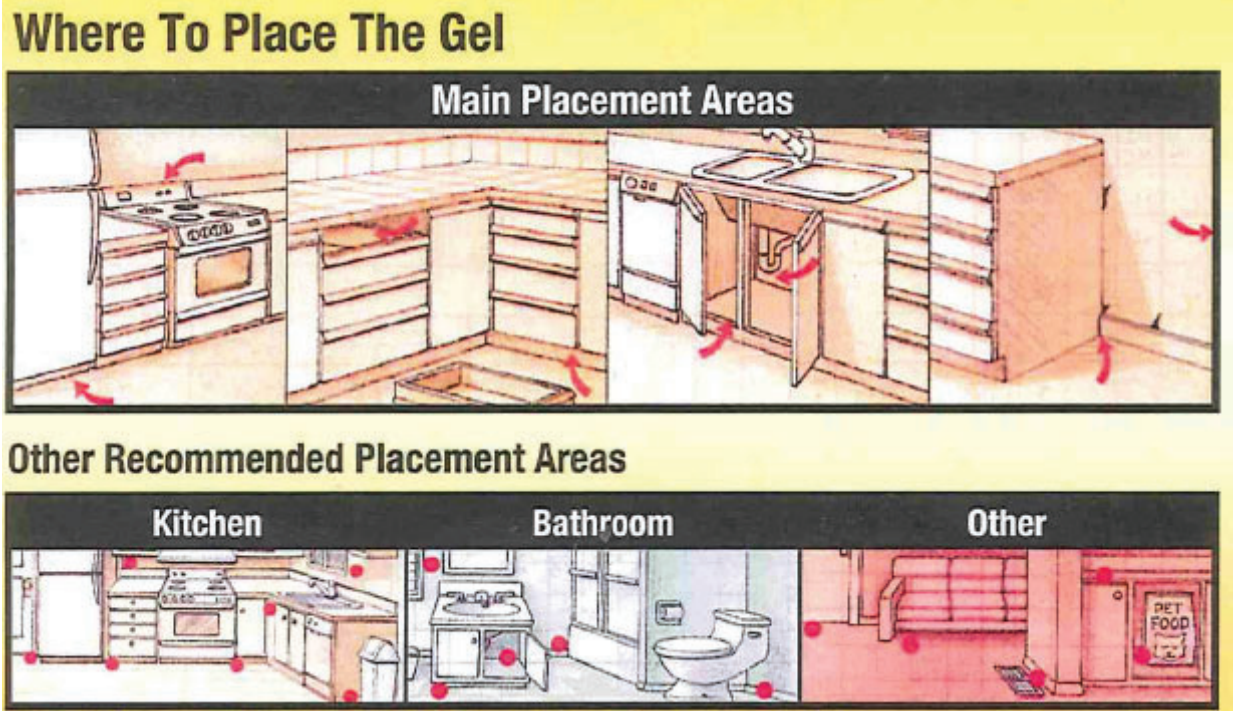 Where To Place The Gel
Main Placement Areas
Other Recommended Placement Areas
Kitchen
Bathroom
Other
PET
FOOD